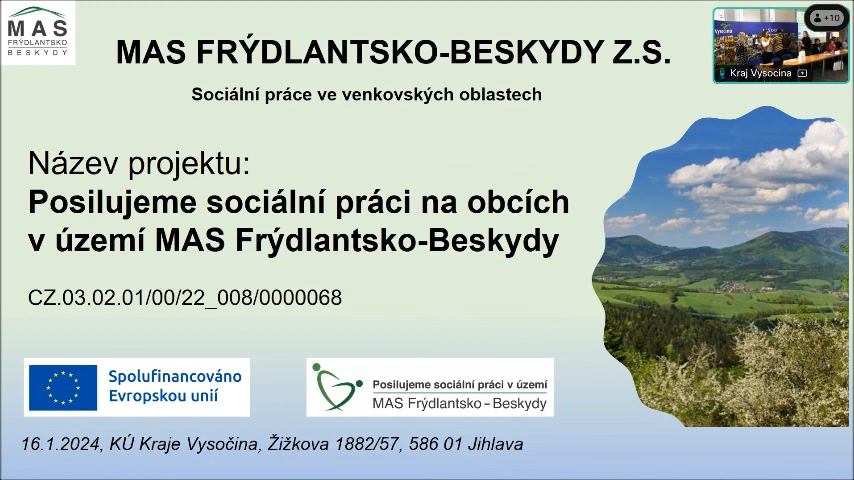 MAS
FRÝDLANTSKO
BESKYDY
MAS FRÝDLANTSKO-BESKYDY Z.S.
Sociální práce ve venkovských oblastech
+10
Vysočina
Kraj Vysocina
Název projektu:
Posilujeme sociální práci na obcích
v území MAS Frýdlantsko-Beskydy
CZ.03.02.01/00/22_008/0000068
Spolufinancováno
Evropskou unií
Posilujeme sociální práci v území
MAS Frýdlantsko – Beskydy
16.1.2024, KÚ Kraje Vysočina, Žižkova 1882/57, 586 01 Jihlava